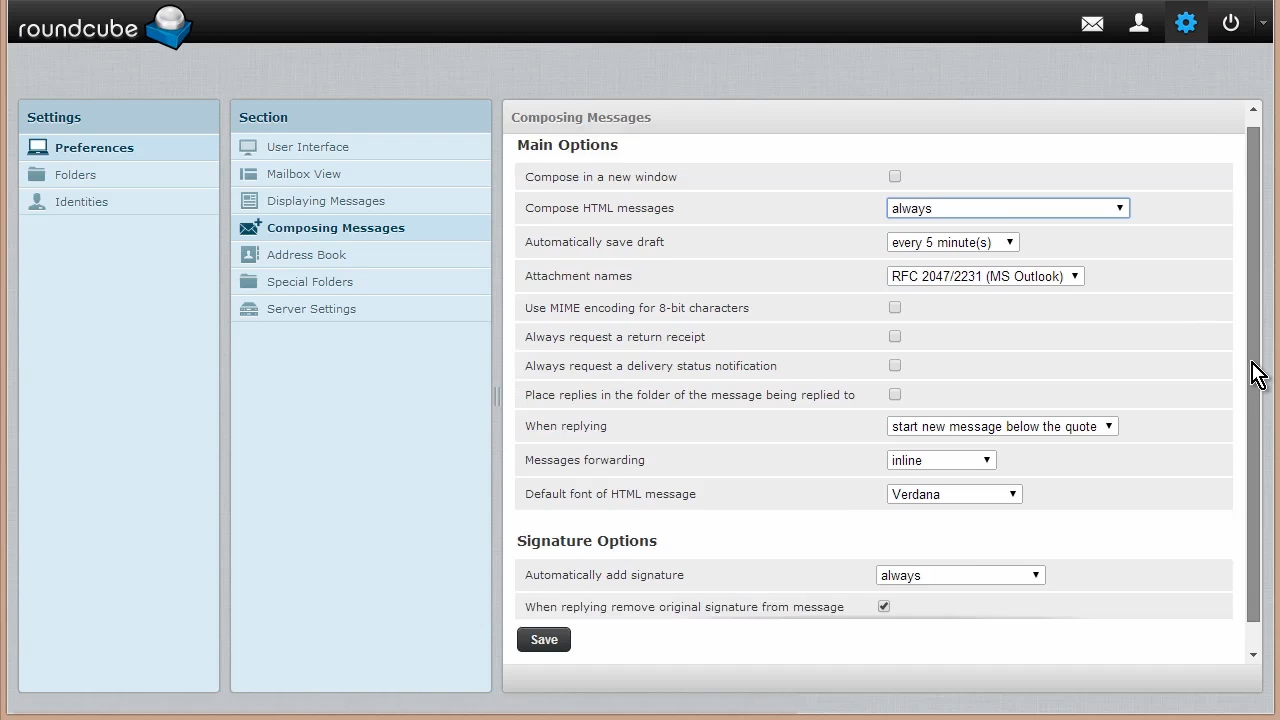 roundcube
Settings
Preferences
Folders
Identities
Section
User Interface
Mailbox View
Displaying Messages
Composing Messages
Address Book
Special Folders
Server Settings
Composing Messages
Main Options
Compose in a new window
Compose HTML messages always
Automatically save draft every 5 minute(s)
Attachment names RFC 2047/2231 (MS Outlook)
Use MIME encoding for 8-bit characters
Always request a return receipt
Always request a delivery status notification
Place replies in the folder of the message being replied to
When replying start new message below the quote
Messages forwarding inline
Default font of HTML message Verdana
Signature Options
Automatically add signature always
When replying remove original signature from message
Save